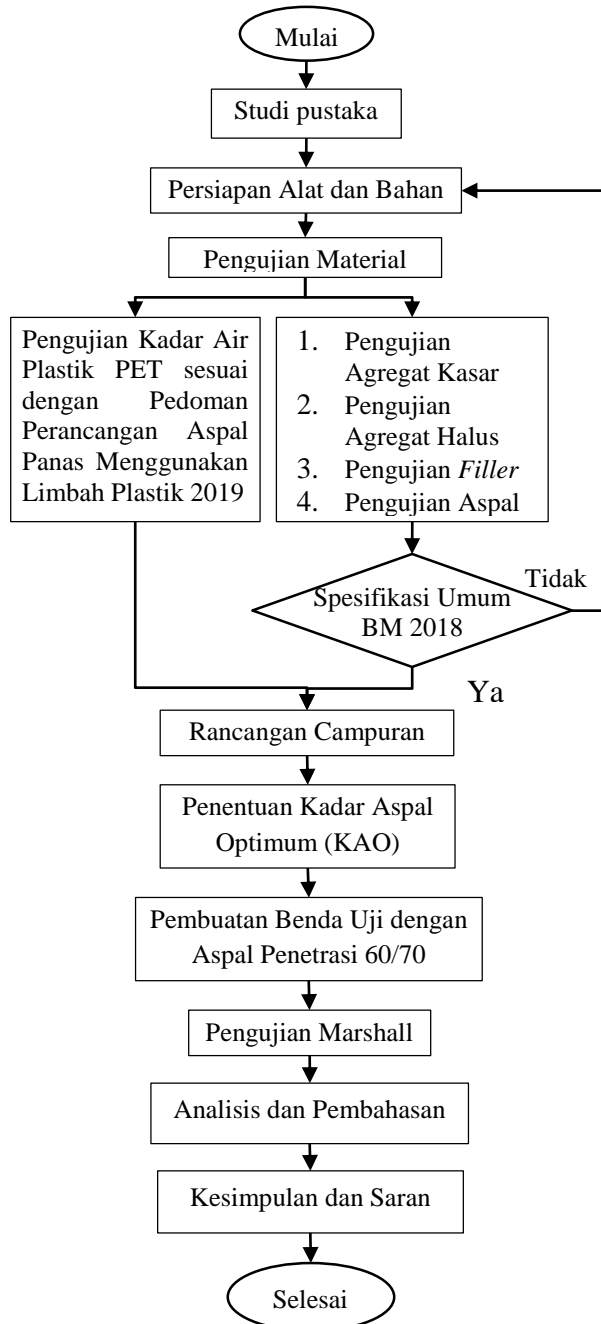 Mulai
Studi pustaka
Persiapan Alat dan Bahan
Pengujian Material
Pengujian Kadar Air
Plastik PET sesuai
dengan Pedoman
Perancangan Aspal
Panas Menggunakan
Limbah Plastik 2019
1. Pengujian
Agregat Kasar
2. Pengujian
Agregat Halus
3. Pengujian Filler
4. Pengujian Aspal
Tidak
Spesifikasi Umum
BM 2018
Ya
Rancangan Campuran
Penentuan Kadar Aspal
Optimum (KAO)
Pembuatan Benda Uji dengan
Aspal Penetrasi 60/70
Pengujian Marshall
Analisis dan Pembahasan
Kesimpulan dan Saran
Selesai